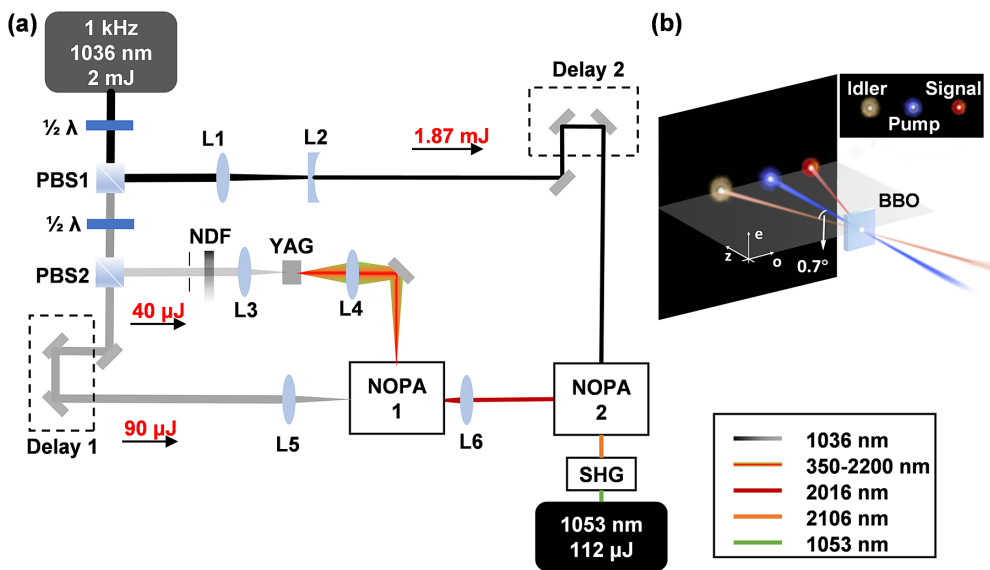 (a)
1 kHz
1036 nm
2 mJ
½ λ
PBS1
L1
L2
1.87 mJ
Delay 2
½ λ
PBS2
NDF
L3
YAG
L4
40 µJ
Delay 1
90 µJ
L5
NOPA
1
L6
NOPA
2
SHG
1053 nm
112 µJ
(b)
Idler
Signal
Pump
BBO
e
z
o
0.7°
1036 nm
350-2200 nm
2016 nm
2106 nm
1053 nm